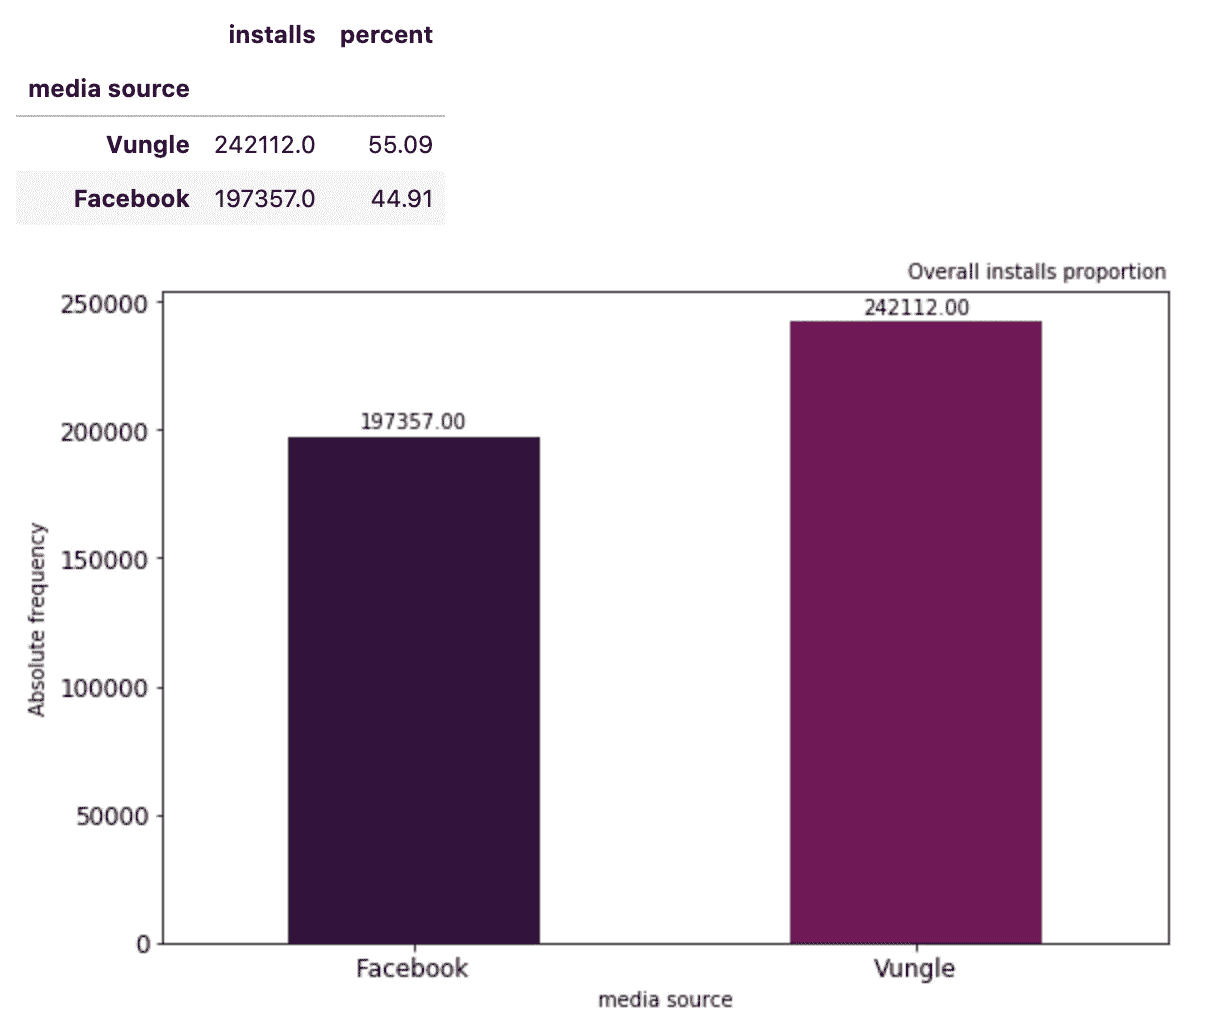 installs percent
media source
Vungle 242112.0 55.09
Facebook 197357.0 44.91
Overall installs proportion
250000
242112.00
200000
197357.00
150000
100000
50000
0
Absolute frequency
Facebook Vungle
media source